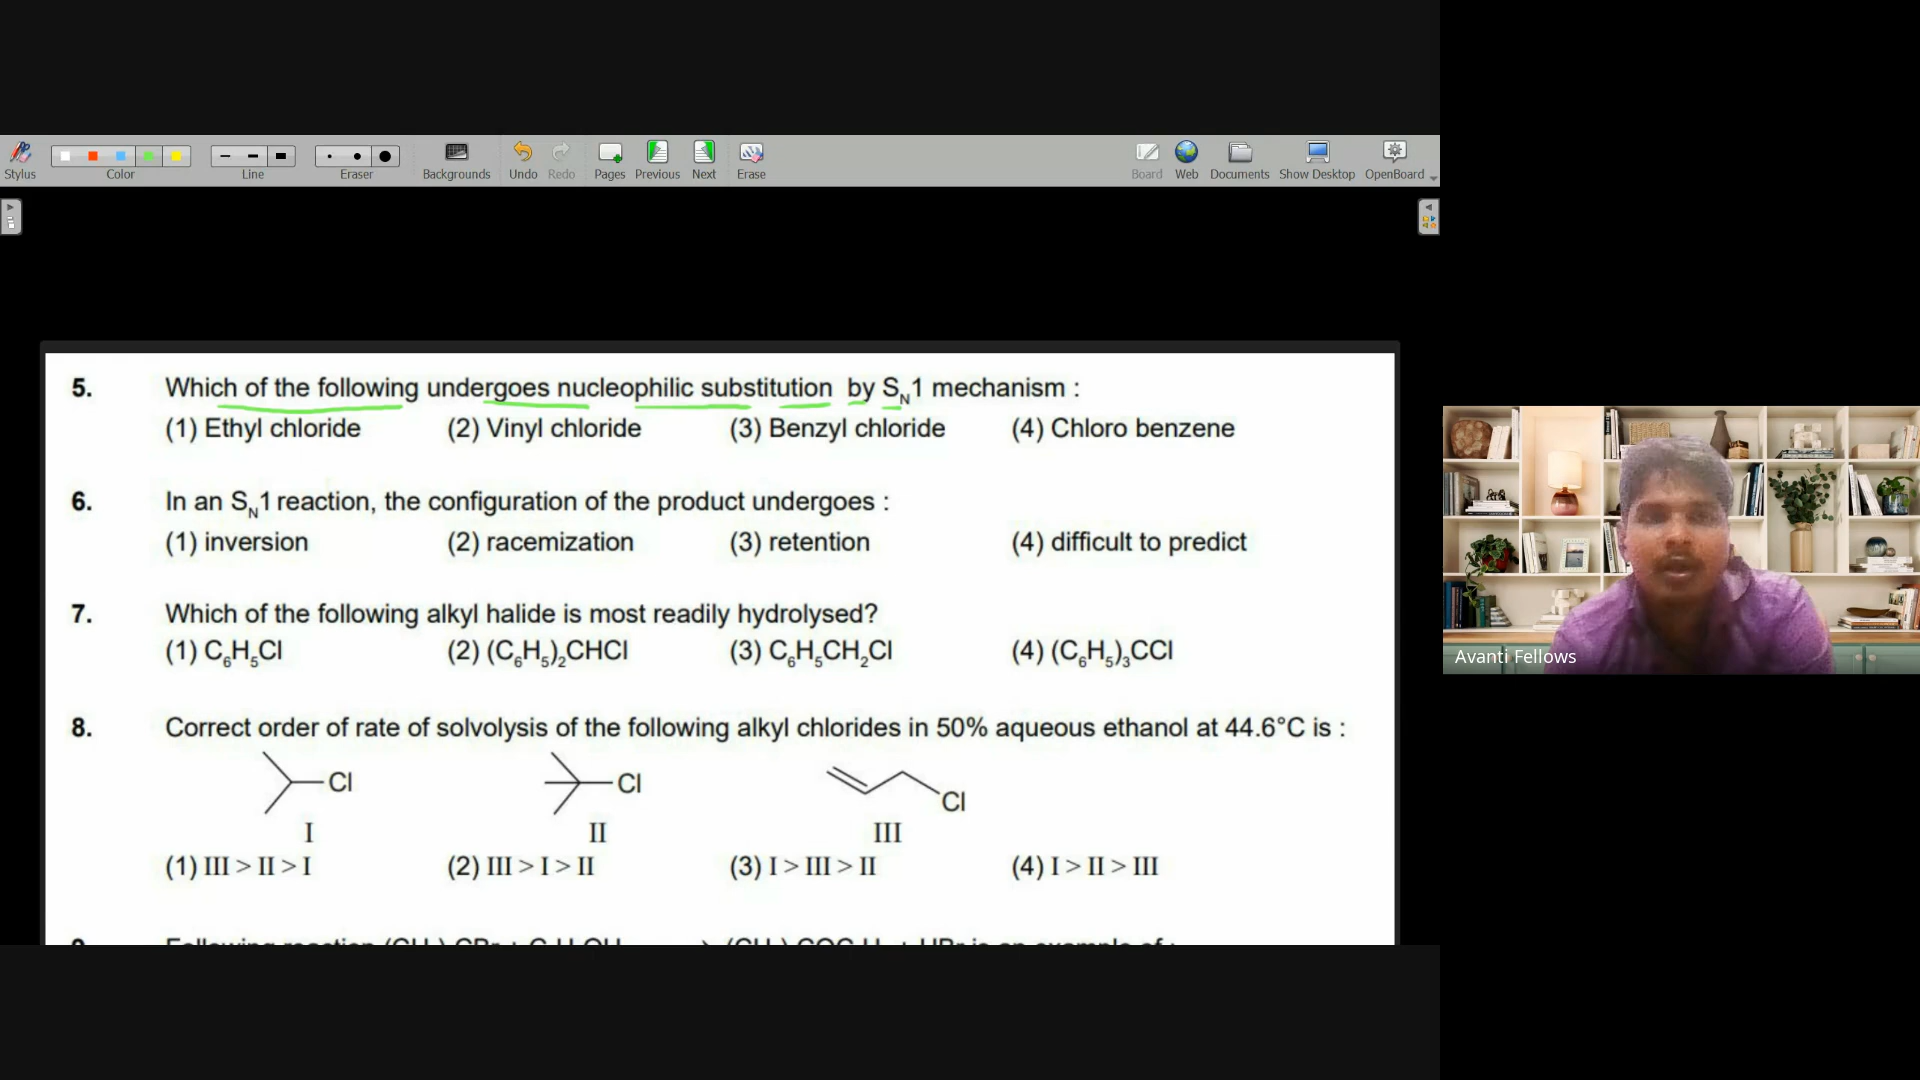 Stylus Color Line Eraser Backgrounds Undo Redo Pages Previous Next Erase Board Web Documents Show Desktop OpenBoard
5. Which of the following undergoes nucleophilic substitution by S_N1 mechanism :
(1) Ethyl chloride (2) Vinyl chloride (3) Benzyl chloride (4) Chloro benzene
6. In an S_N1 reaction, the configuration of the product undergoes :
(1) inversion (2) racemization (3) retention (4) difficult to predict
7. Which of the following alkyl halide is most readily hydrolysed?
(1) C₆H₅Cl (2) (C₆H₅)₂CHCl (3) C₆H₅CH₂Cl (4) (C₆H₅)₃CCl
8. Correct order of rate of solvolysis of the following alkyl chlorides in 50% aqueous ethanol at 44.6°C is :
Cl Cl Cl
I II III
(1) III > II > I (2) III > I > II (3) I > III > II (4) I > II > III
Avanti Fellows